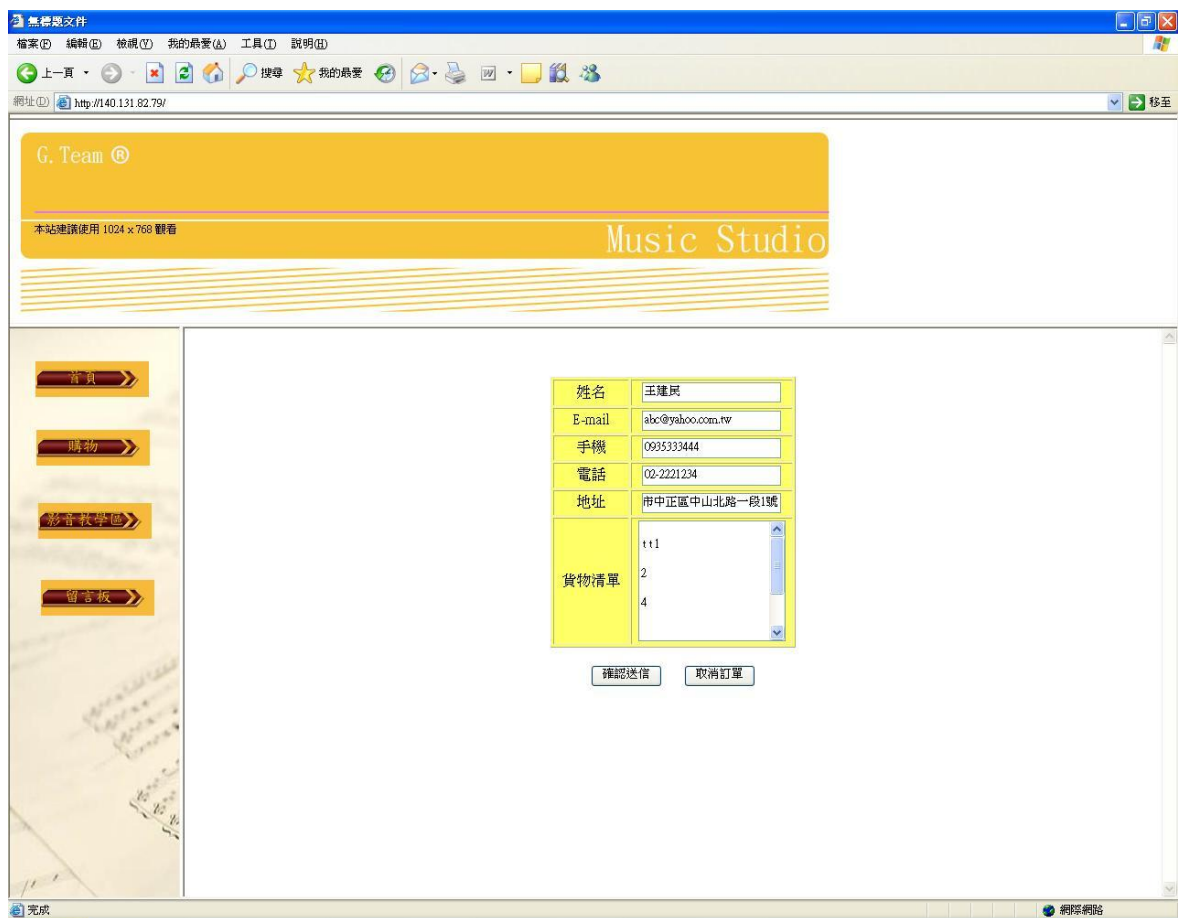 無標題文件
檔案(F) 編輯(E) 檢視(V) 我的最愛(A) 工具(T) 說明(H)
上一頁 搜尋 我的最愛
網址(D) http://140.131.82.79/ 移至
G. Team ®
本站建議使用 1024 x 768 觀看
Music Studio
首頁
購物
影音教學區
留言板
姓名 王建民
E-mail abc@yahoo.com.tw
手機 0935333444
電話 02-2221234
地址 市中正區中山北路一段1號
貨物清單
tt1
2
4
確認送信 取消訂單
完成 網際網路